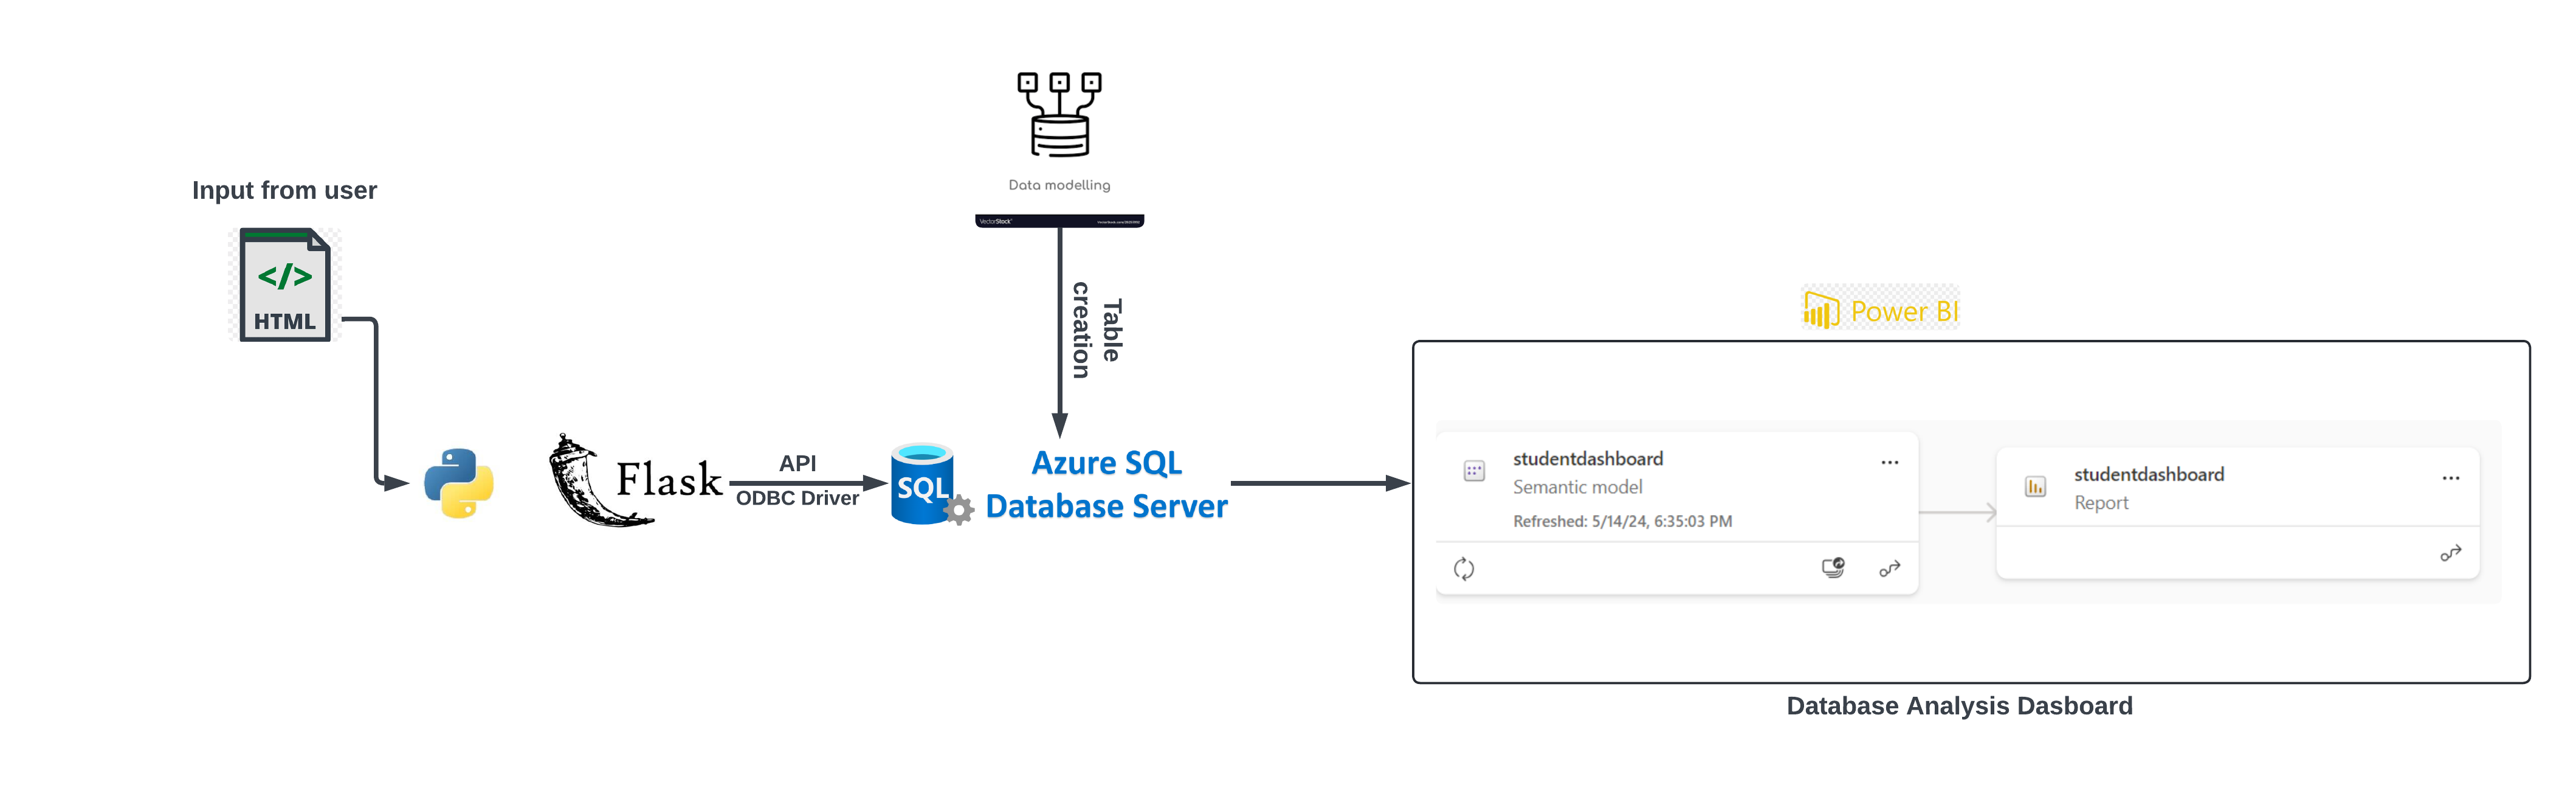 Data modelling
VectorStock®
Input from user
</>
HTML
Table
creation
Power BI
Flask
API
ODBC Driver
SQL
Azure SQL
Database Server
studentdashboard
Semantic model
Refreshed: 5/14/24, 6:35:03 PM
studentdashboard
Report
Database Analysis Dasboard